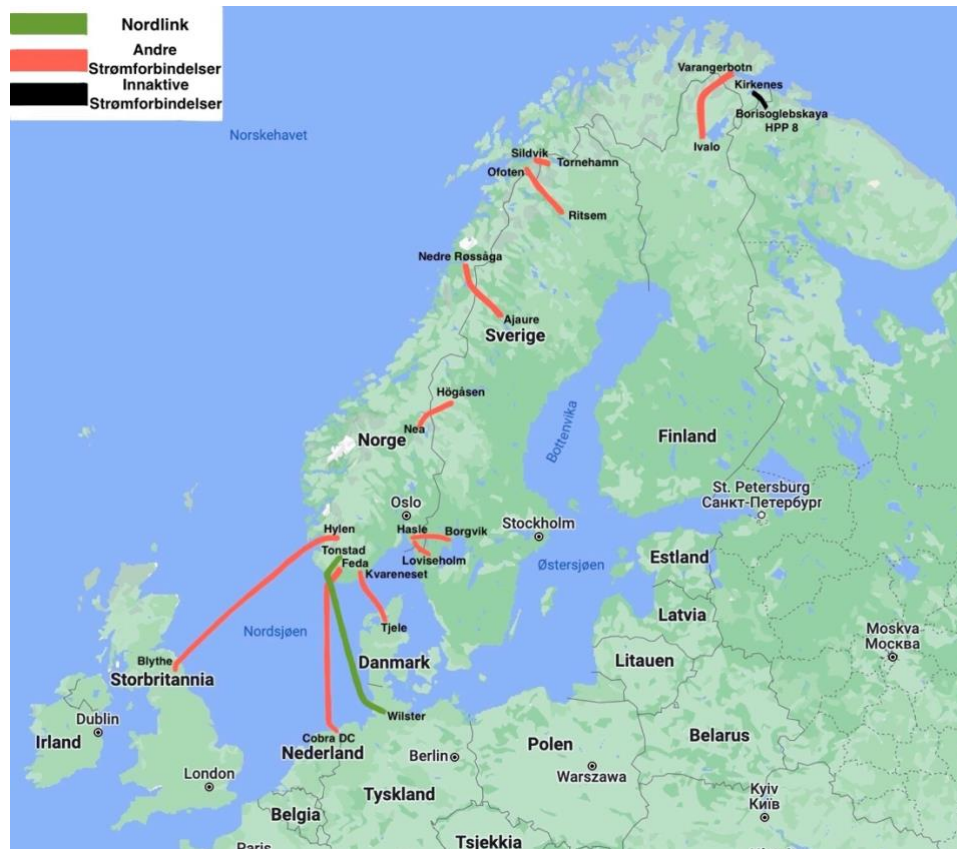 Nordlink
Andre
Strømforbindelser
Innaktive
Strømforbindelser
Norskehavet
Varangerbotn
Kirkenes
Borisoglebskaya
HPP 8
Ivalo
Sildvik
Tornehamn
Ofoten
Ritsem
Nedre Røssåga
Ajaure
Sverige
Högåsen
Nea
Norge
Bottenvika
Finland
St. Petersburg
Санкт-Петербург
Oslo
Hasle
Borgvik
Stockholm
Loviseholm
Hylen
Tonstad
Feda
Kvareneset
Østersjøen
Estland
Latvia
Nordsjøen
Tjele
Danmark
Moskva
Москва
Litauen
Blythe
Storbritannia
Dublin
Irland
Wilster
Cobra DC
Nederland
Berlin
Polen
Belarus
London
Warszawa
Tyskland
Belgia
Kyiv
Київ
Paris
Tsjekkia